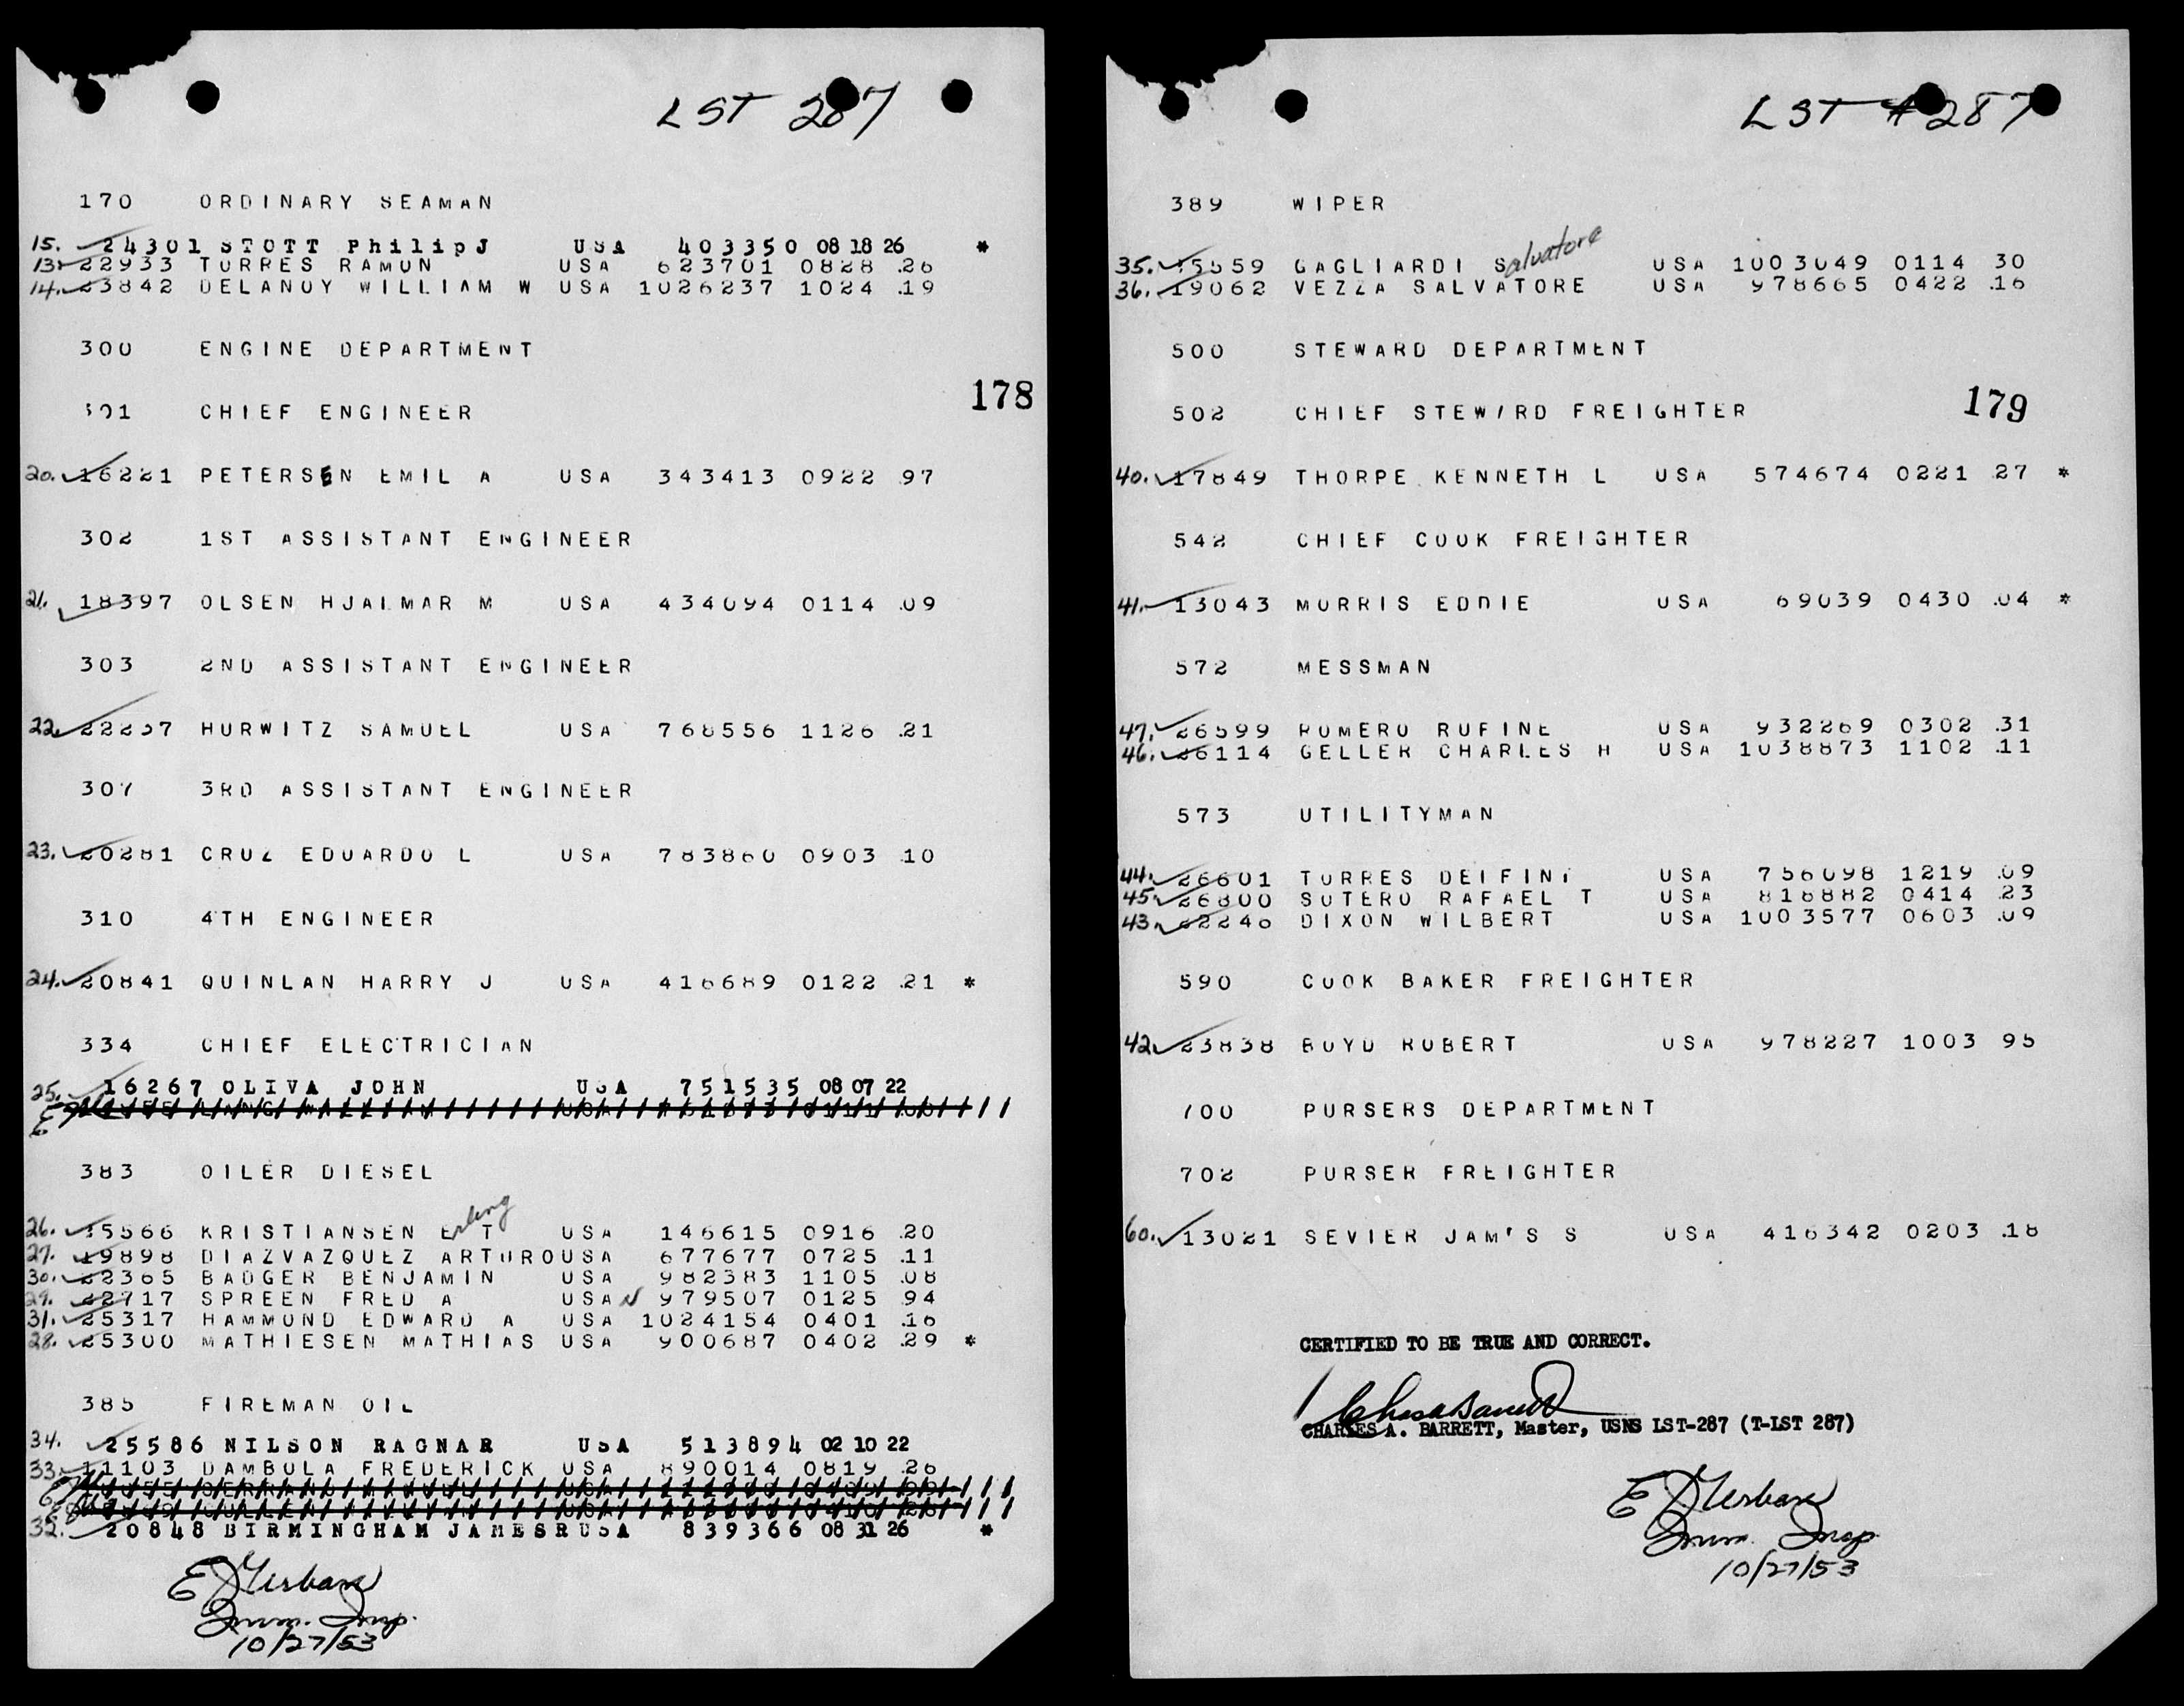 LST 287
170 ORDINARY SEAMAN
15. 24301 STOTT Philip J USA 403350 08 18 26 *
13. 22933 TORRES RAMON USA 623701 0828 .26
14. 23842 DELANOY WILLIAM W USA 1026237 1024 .19
300 ENGINE DEPARTMENT
178
301 CHIEF ENGINEER
20. 16221 PETERSEN EMIL A USA 343413 0922 97
302 1ST ASSISTANT ENGINEER
21. 18397 OLSEN HJALMAR M USA 434094 0114 .09
303 2ND ASSISTANT ENGINEER
22. 22237 HURWITZ SAMUEL USA 768556 1126 .21
307 3RD ASSISTANT ENGINEER
23. 20281 CRUZ EDUARDO L USA 783860 0903 10
310 4TH ENGINEER
24. 20841 QUINLAN HARRY J USA 416689 0122 .21 *
334 CHIEF ELECTRICIAN
25. 16267 OLIVA JOHN USA 751535 08 07 22
383 OILER DIESEL
26. 15566 KRISTIANSEN Erling T USA 146615 0916 .20
27. 19898 DIAZVAZQUEZ ARTURO USA 677677 0725 .11
30. 22365 BADGER BENJAMIN USA 982383 1105 .08
29. 22717 SPREEN FRED A USA N 979507 0125 .94
31. 25317 HAMMOND EDWARD A USA 1024154 0401 .16
28. 25300 MATHIESEN MATHIAS USA 900687 0402 .29 *
385 FIREMAN OIL
34. 25586 NILSON RAGNAR USA 513894 02 10 22
33. 11103 DAMBOLA FREDERICK USA 890014 0819 .26
32. 20848 BIRMINGHAM JAMES R USA 839366 08 31 26 *
Imm. Insp.
10/27/53
LST #287
389 WIPER
35. 15559 GAGLIARDI Salvatore USA 1003049 0114 30
36. 19062 VEZZA SALVATORE USA 978665 0422 .16
500 STEWARD DEPARTMENT
179
502 CHIEF STEWARD FREIGHTER
40. 17849 THORPE KENNETH L USA 574674 0221 27 *
542 CHIEF COOK FREIGHTER
41. 13043 MORRIS EDDIE USA 69039 0430 .04 *
572 MESSMAN
47. 26599 ROMERO RUFINE USA 932269 0302 .31
46. 26114 GELLER CHARLES H USA 1038873 1102 .11
573 UTILITYMAN
44. 26601 TORRES DELFINI USA 756098 1219 .09
45. 26800 SOTERO RAFAEL T USA 816882 0414 .23
43. 22246 DIXON WILBERT USA 1003577 0603 .09
590 COOK BAKER FREIGHTER
42. 23838 BOYD ROBERT USA 978227 1003 95
700 PURSERS DEPARTMENT
702 PURSER FREIGHTER
60. 13021 SEVIER JAMES S USA 416342 0203 .18
CERTIFIED TO BE TRUE AND CORRECT.
Chas A Barrett
CHARLES A. BARRETT, Master, USNS LST-287 (T-LST 287)
Imm. Insp
10/27/53